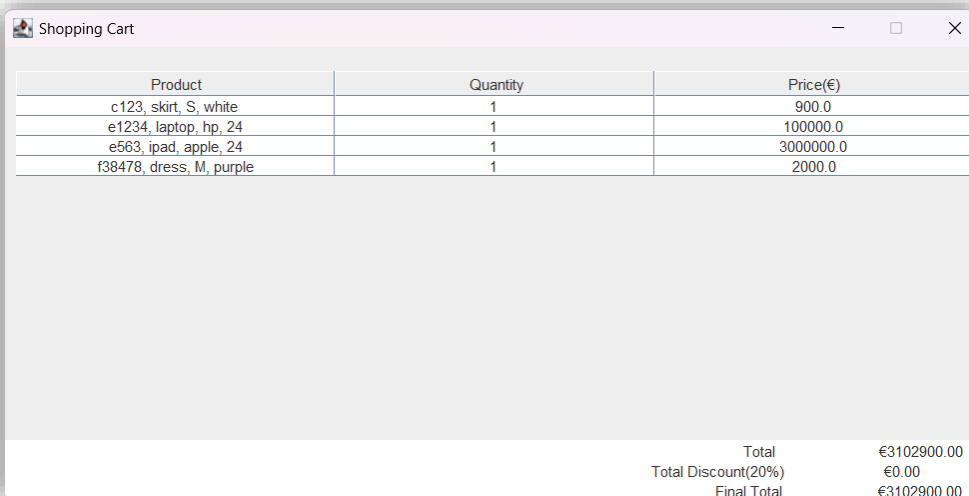 Shopping Cart
Product Quantity Price(€)
c123, skirt, S, white 1 900.0
e1234, laptop, hp, 24 1 100000.0
e563, ipad, apple, 24 1 3000000.0
f38478, dress, M, purple 1 2000.0
Total €3102900.00
Total Discount(20%) €0.00
Final Total €3102900.00